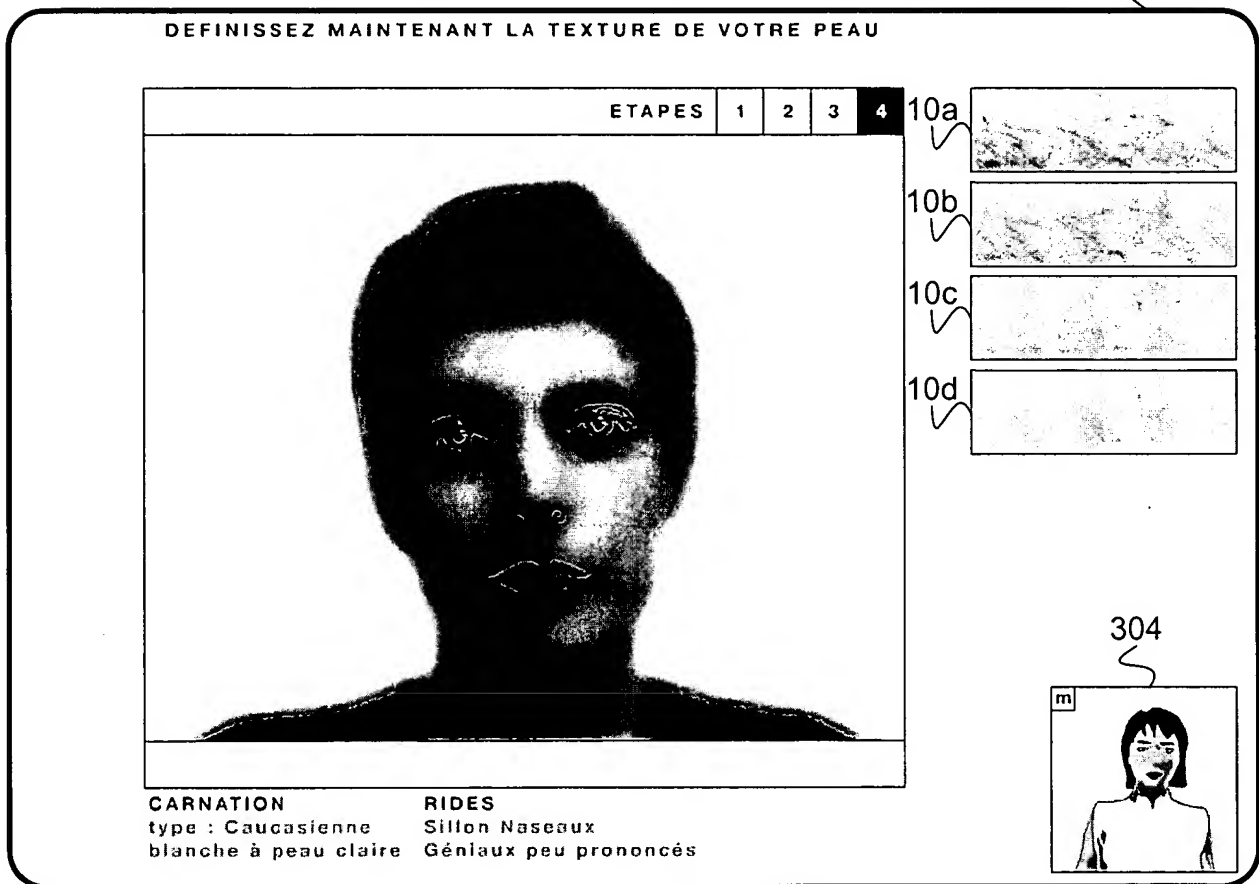 DEFINISSEZ MAINTENANT LA TEXTURE DE VOTRE PEAU
ETAPES 1 2 3 4
10a
10b
10c
10d
304
m
CARNATION
type : Caucasienne
blanche à peau claire
RIDES
Sillon Naseaux
Géniaux peu prononcés